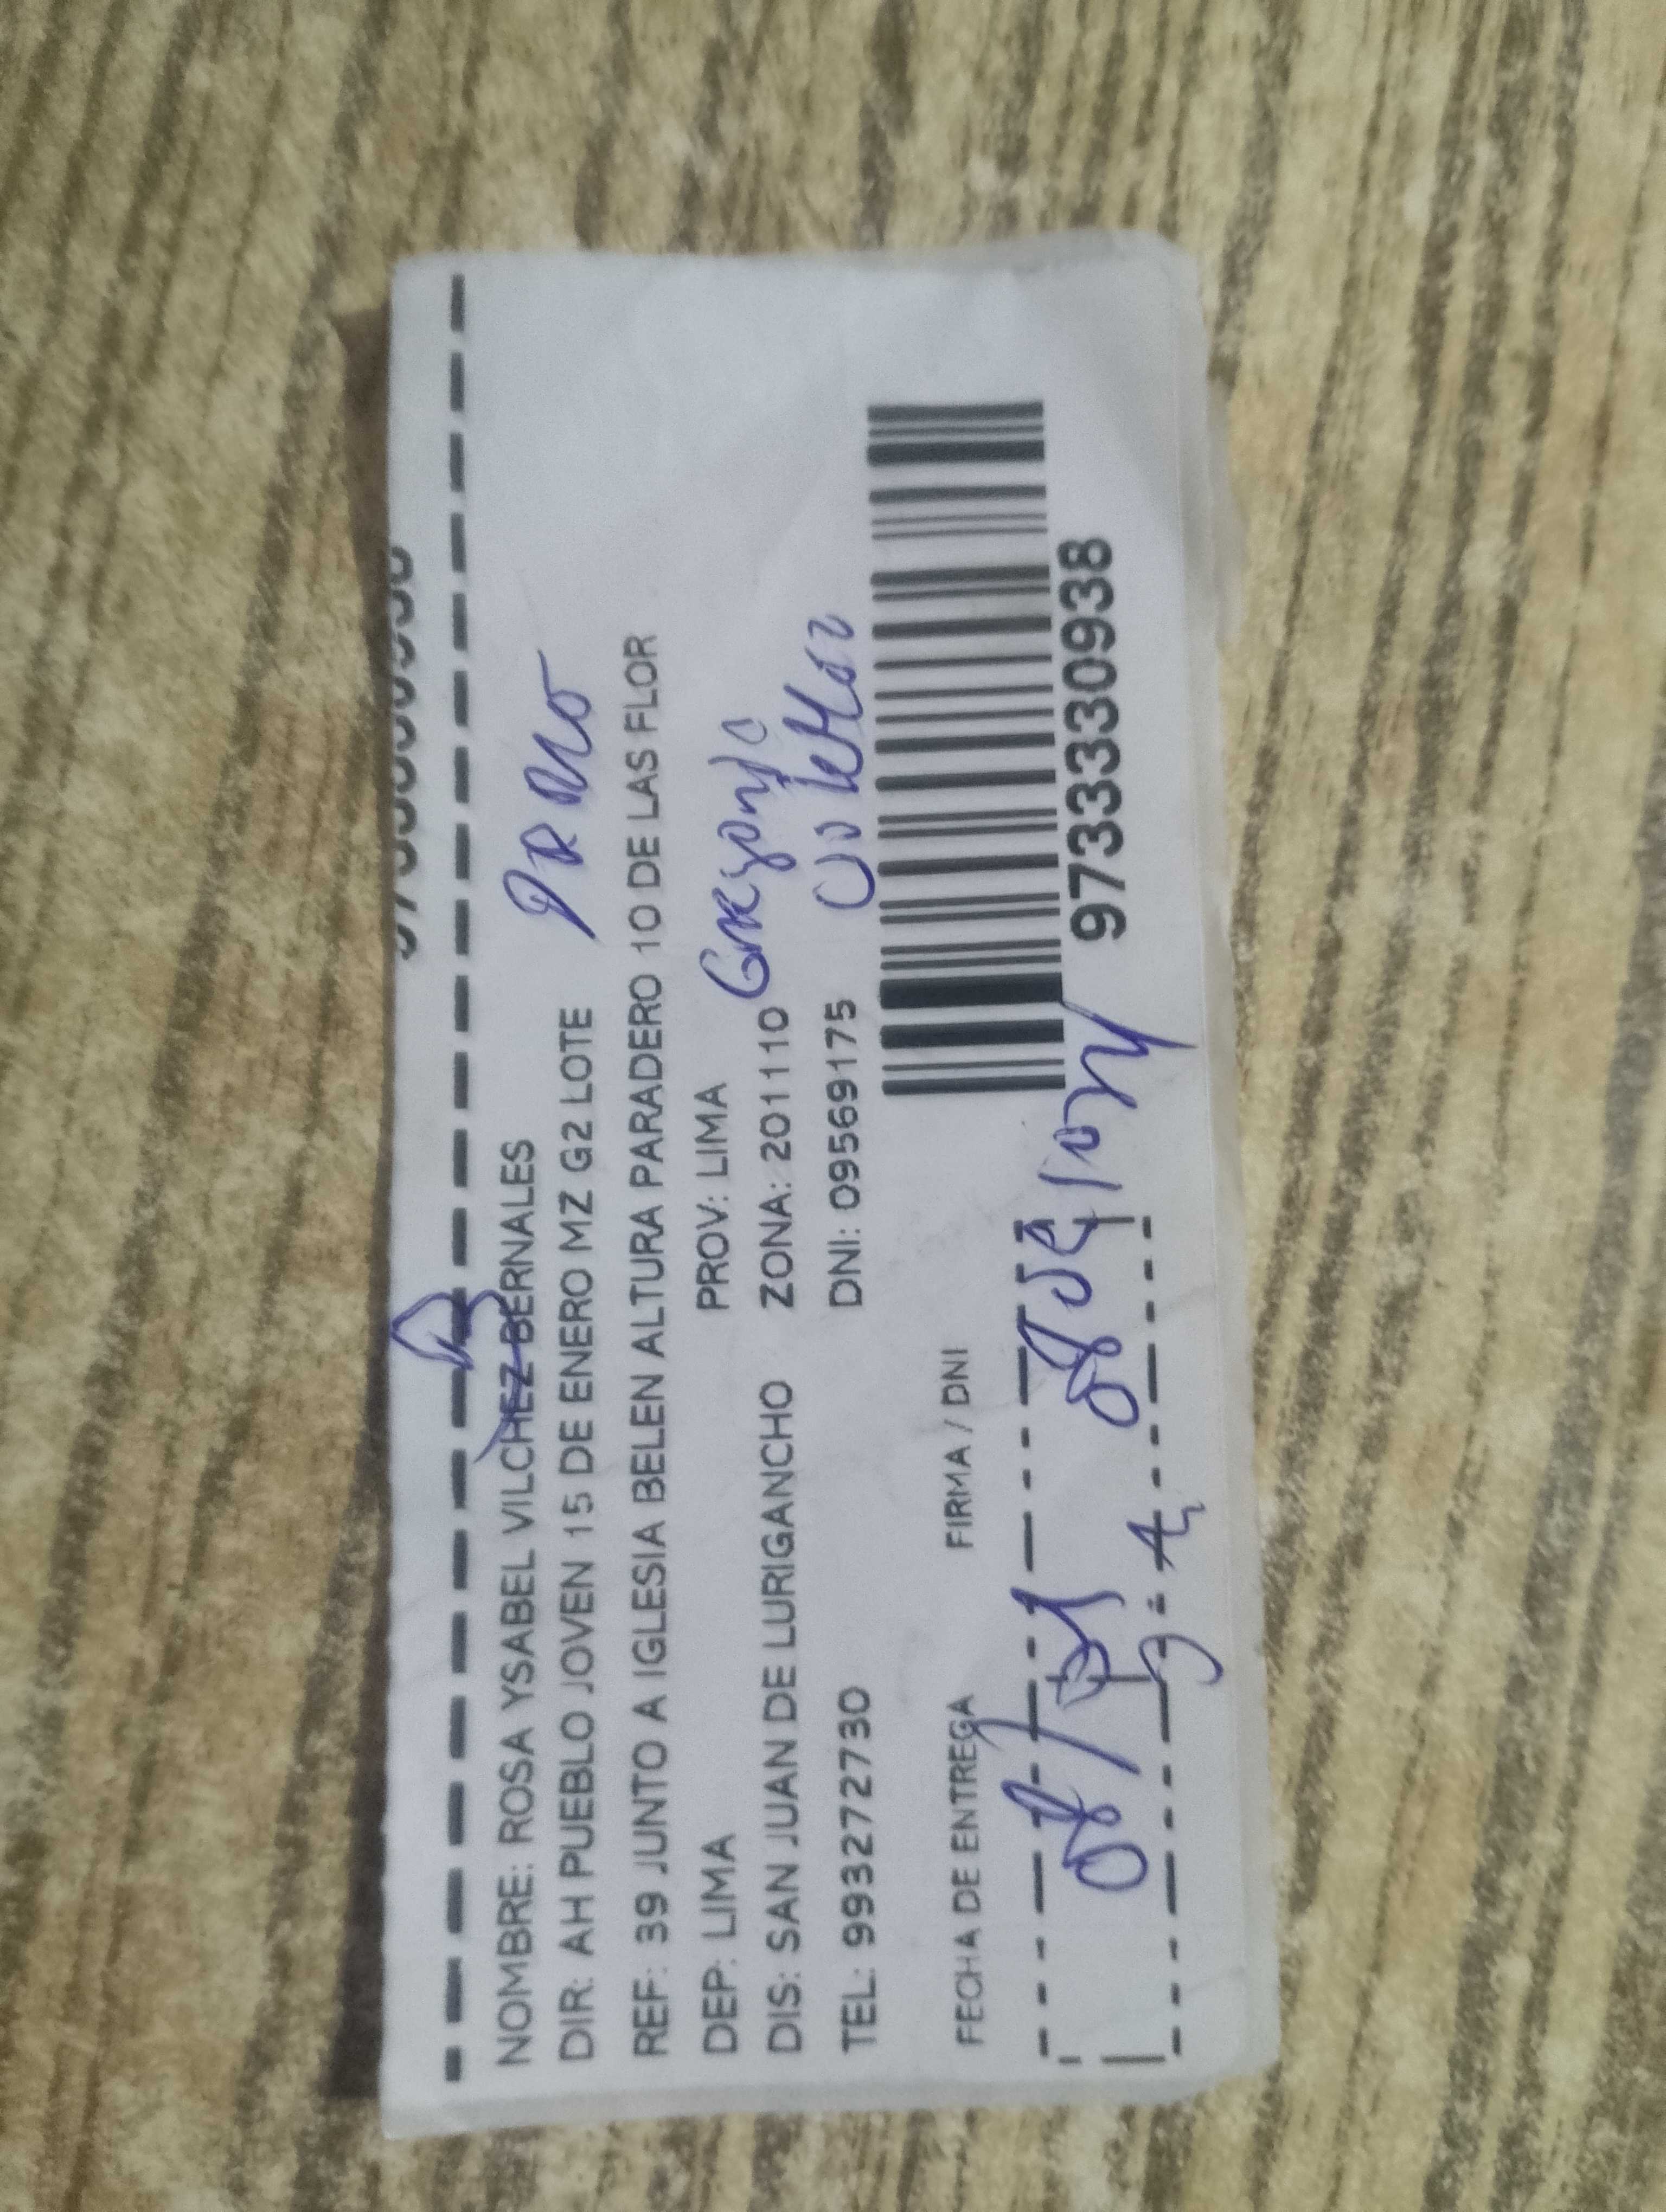 NOMBRE: ROSA YSABEL VILCHEZ BERNALES
DIR: AH PUEBLO JOVEN 15 DE ENERO MZ G2 LOTE
REF: 39 JUNTO A IGLESIA BELEN ALTURA PARADERO 10 DE LAS FLOR
DEP: LIMA PROV: LIMA
DIS: SAN JUAN DE LURIGANCHO ZONA: 2011110
TEL: 993272730 DNI: 09569175
FECHA DE ENTREGA FIRMA / DNI
9733330938